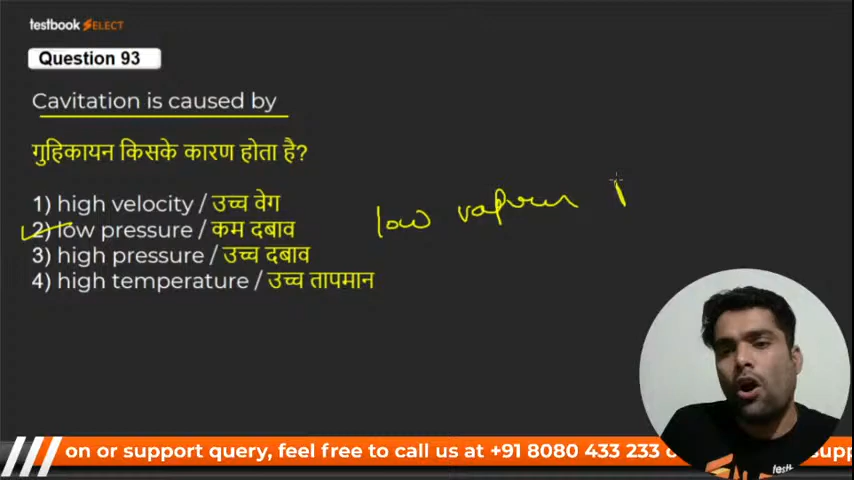 testbook SELECT
Question 93
Cavitation is caused by
गुहिकायन किसके कारण होता है?
1) high velocity / उच्च वेग
2) low pressure / कम दबाव
low vapour
3) high pressure / उच्च दबाव
4) high temperature / उच्च तापमान
on or support query, feel free to call us at +91 8080 433 233